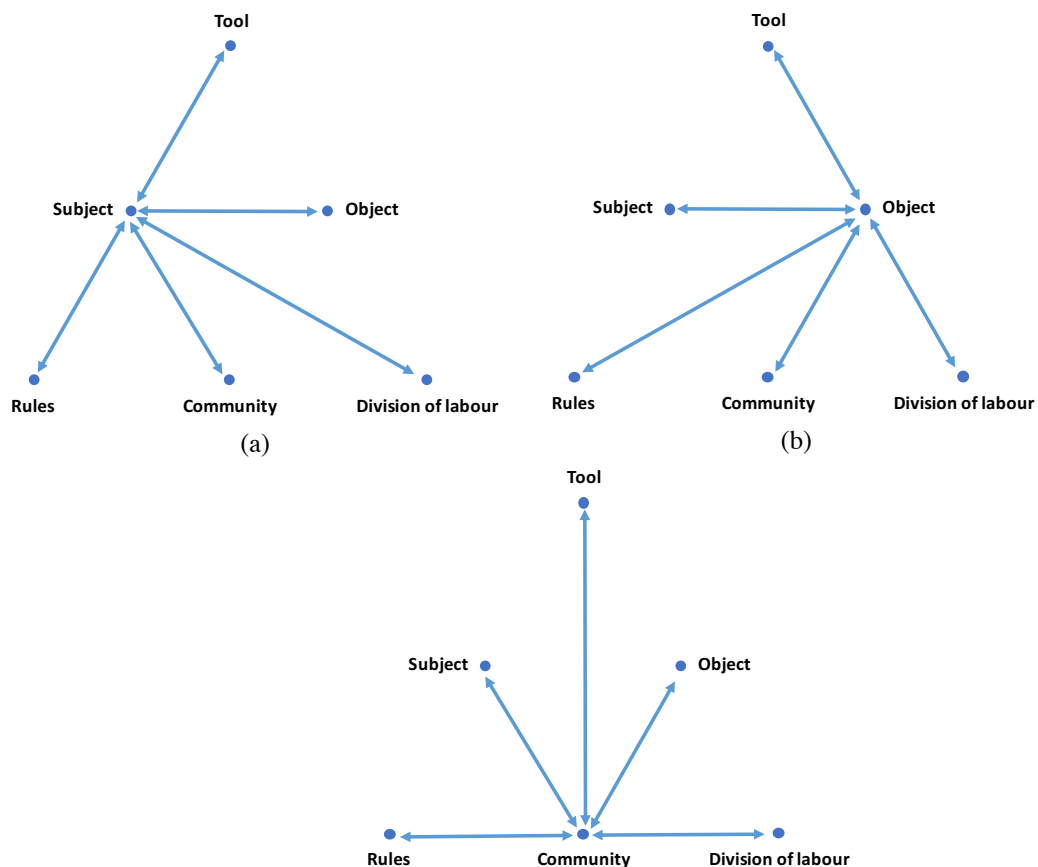 Tool
Subject
Object
Rules
Community
Division of labour
(a)
Tool
Subject
Object
Rules
Community
Division of labour
(b)
Tool
Subject
Object
Rules
Community
Division of labour